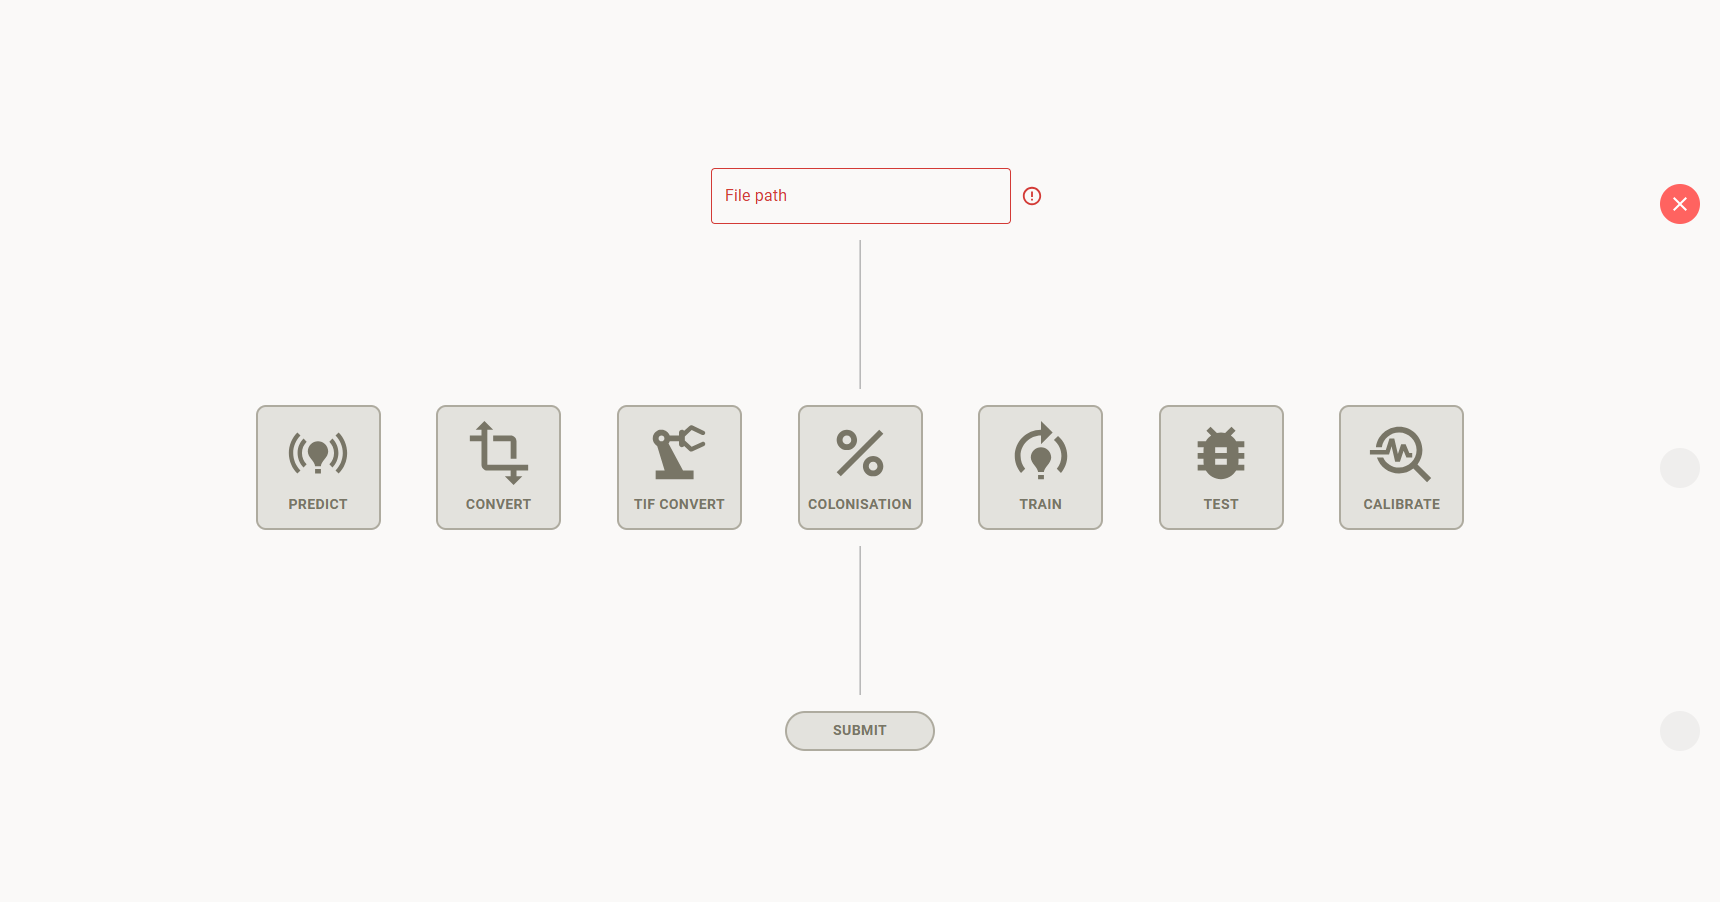 File path
PREDICT
CONVERT
TIF CONVERT
COLONISATION
TRAIN
TEST
CALIBRATE
SUBMIT